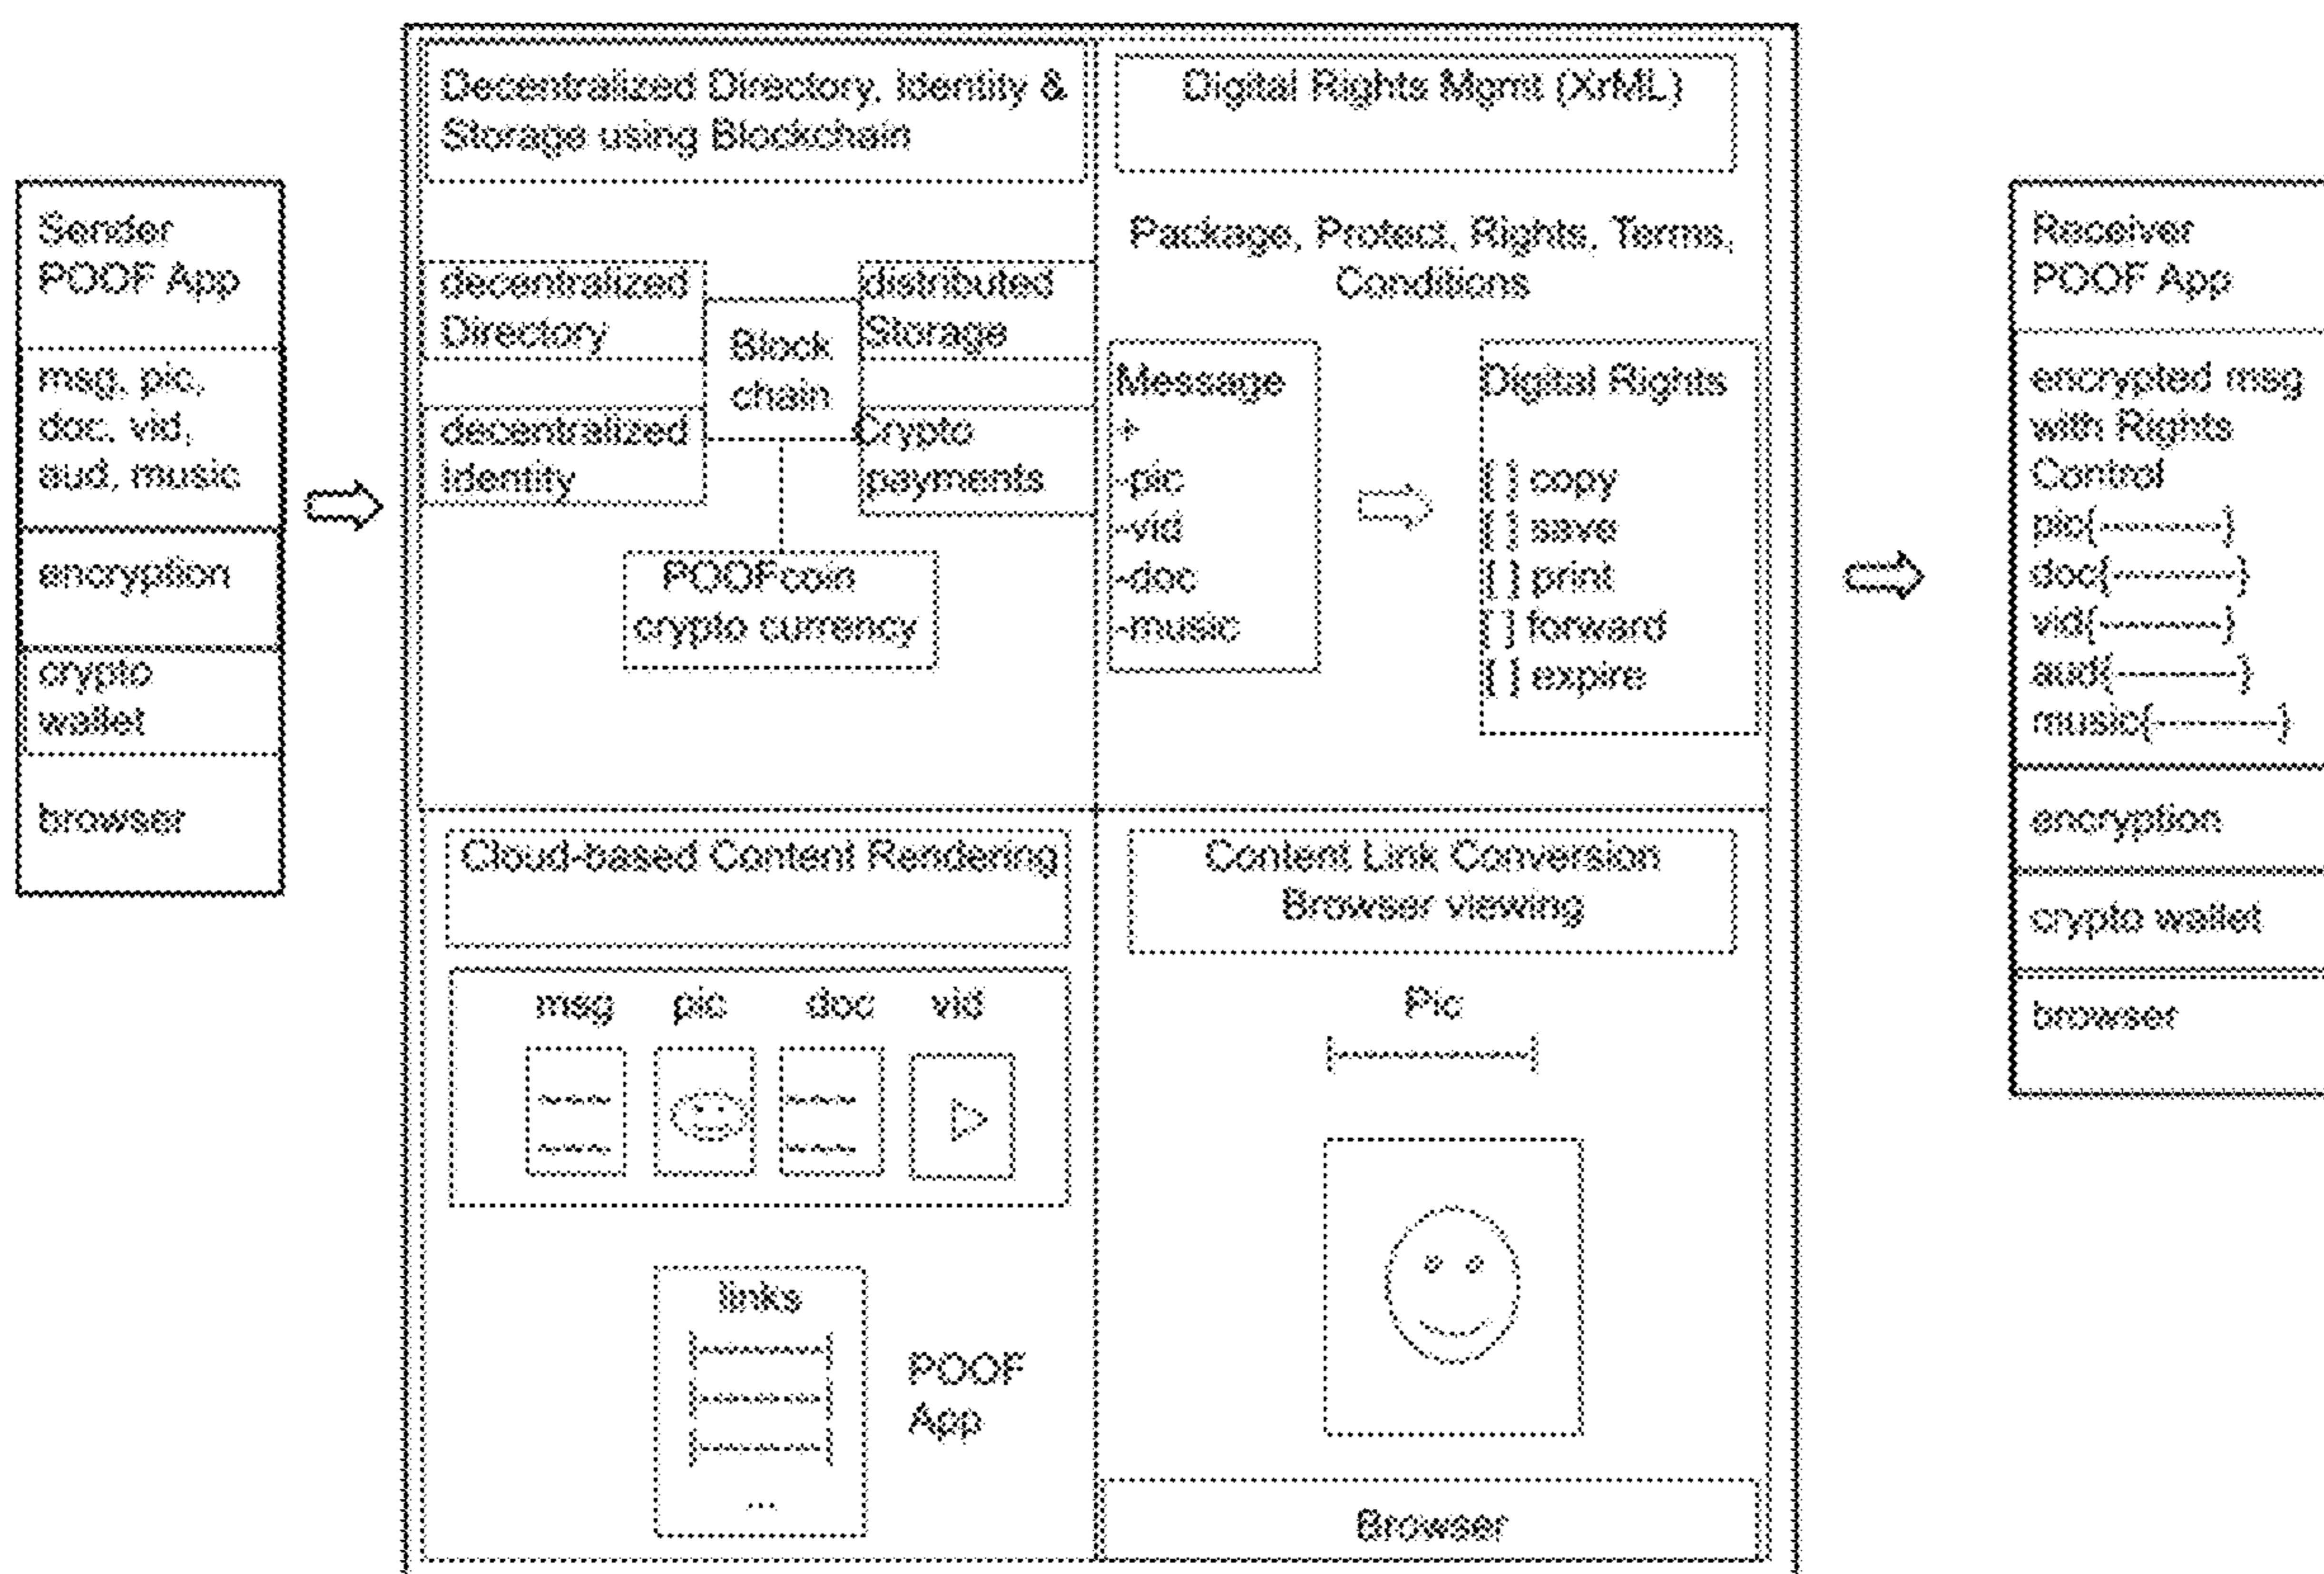 Sender
POOF App
msg, pic,
doc, vid,
aud, music
encryption
crypto
wallet
browser
Decentralized Directory, Identity &
Storage using Blockchain
decentralized
Directory
Block
chain
distributed
Storage
decentralized
Identity
Crypto
payments
POOFcoin
crypto currency
Digital Rights Mgmt (XrML)
Package, Protect, Rights, Terms,
Conditions
Message
+
-pic
-vid
-doc
-music
Digital Rights
[ ] copy
[ ] save
[ ] print
[ ] forward
[ ] expire
Cloud-based Content Rendering
msg pic doc vid
links
...
POOF
App
Content Link Conversion
Browser viewing
Pic
Browser
Receiver
POOF App
encrypted msg
with Rights
Control
pic{---------}
doc{---------}
vid{---------}
aud{---------}
music{---------}
encryption
crypto wallet
browser